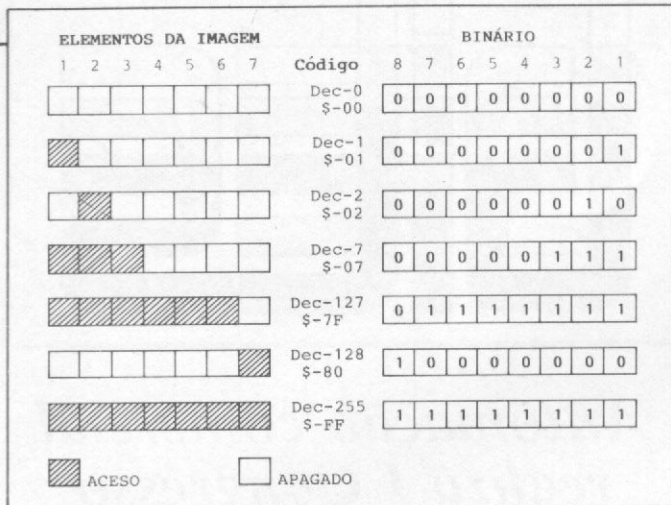 ELEMENTOS DA IMAGEM BINÁRIO
1 2 3 4 5 6 7 Código 8 7 6 5 4 3 2 1
Dec-0
$-00 0 0 0 0 0 0 0 0
Dec-1
$-01 0 0 0 0 0 0 0 1
Dec-2
$-02 0 0 0 0 0 0 1 0
Dec-7
$-07 0 0 0 0 0 1 1 1
Dec-127
$-7F 0 1 1 1 1 1 1 1
Dec-128
$-80 1 0 0 0 0 0 0 0
Dec-255
$-FF 1 1 1 1 1 1 1 1
ACESO APAGADO